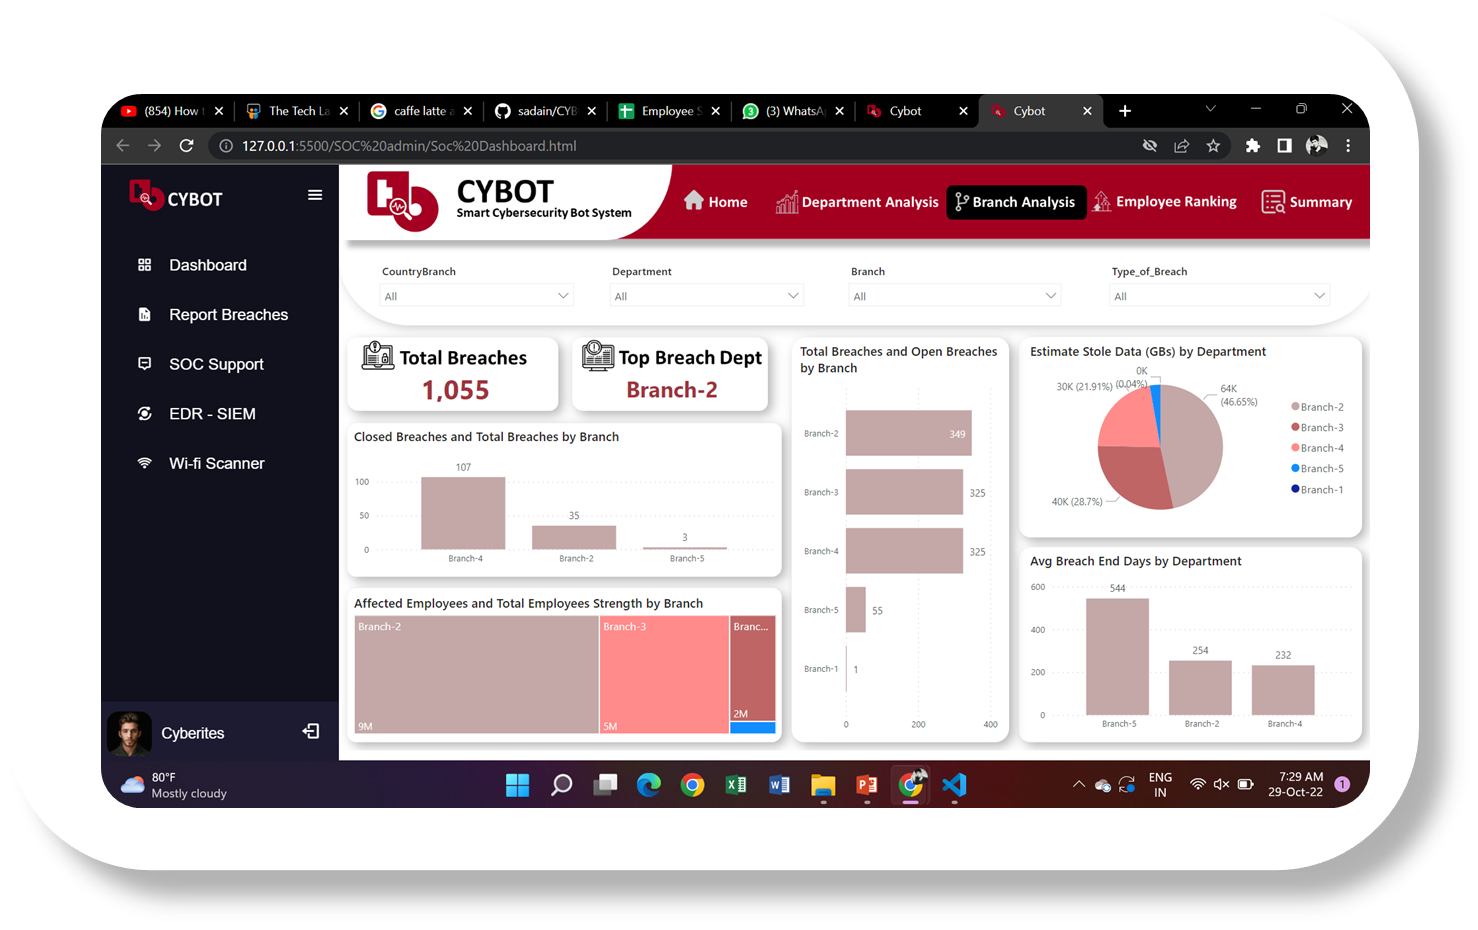 (854) How
The Tech La
caffe latte a
sadain/CYB
Employee S
(3) WhatsA
Cybot
Cybot
127.0.0.1:5500/SOC%20admin/Soc%20Dashboard.html
CYBOT
CYBOT
Smart Cybersecurity Bot System
Home
Department Analysis
Branch Analysis
Employee Ranking
Summary
Dashboard
Report Breaches
SOC Support
EDR - SIEM
Wi-fi Scanner
Cyberites
CountryBranch
All
Department
All
Branch
All
Type_of_Breach
All
Total Breaches
1,055
Top Breach Dept
Branch-2
Closed Breaches and Total Breaches by Branch
100
50
0
107
35
3
Branch-4
Branch-2
Branch-5
Affected Employees and Total Employees Strength by Branch
Branch-2
9M
Branch-3
5M
Branc...
2M
Total Breaches and Open Breaches
by Branch
Branch-2
349
Branch-3
325
Branch-4
325
Branch-5
55
Branch-1
1
0
200
400
Estimate Stole Data (GBs) by Department
0K
(0.04%)
30K (21.91%)
64K
(46.65%)
40K (28.7%)
Branch-2
Branch-3
Branch-4
Branch-5
Branch-1
Avg Breach End Days by Department
600
400
200
0
544
254
232
Branch-5
Branch-2
Branch-4
80°F
Mostly cloudy
ENG
IN
7:29 AM
29-Oct-22
1